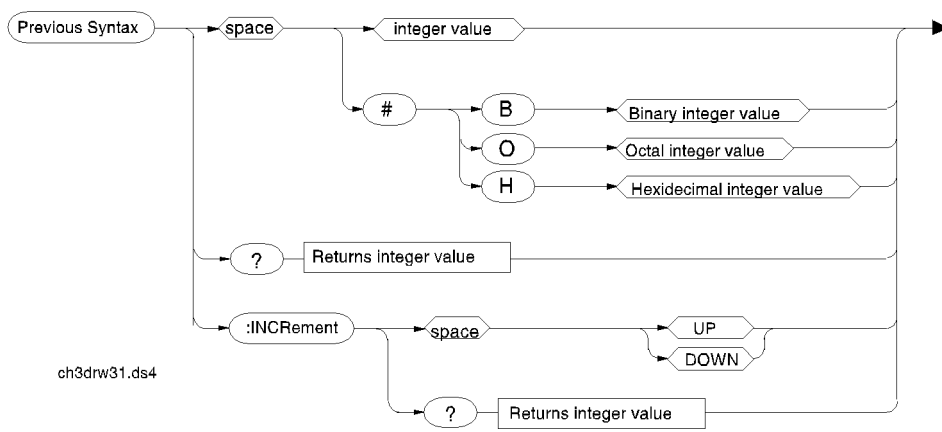 Previous Syntax
space
integer value
#
B
Binary integer value
O
Octal integer value
H
Hexidecimal integer value
?
Returns integer value
:INCRement
space
UP
DOWN
ch3drw31.ds4
?
Returns integer value